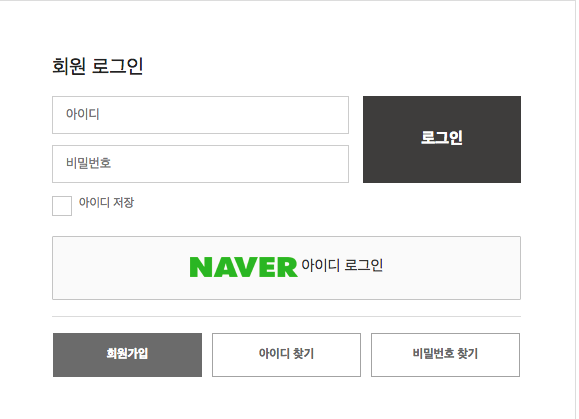 회원 로그인
아이디
로그인
비밀번호
아이디 저장
NAVER 아이디 로그인
회원가입
아이디 찾기
비밀번호 찾기